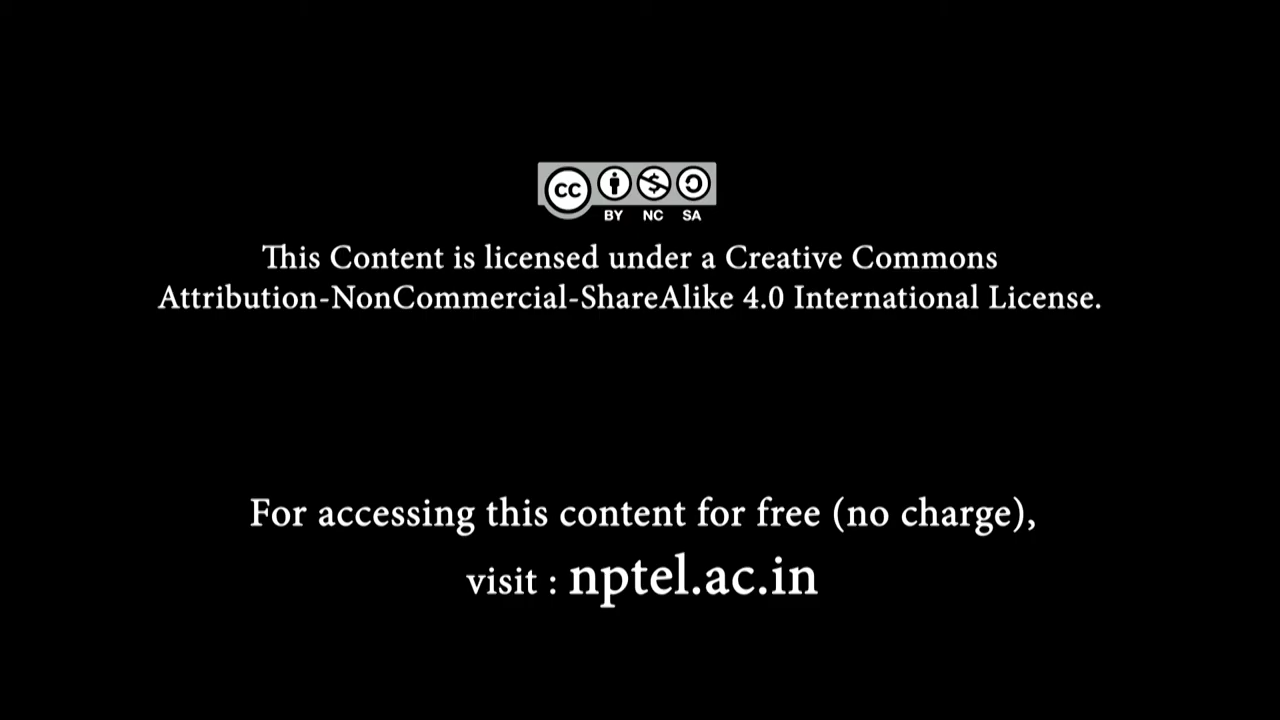 cc
BY NC SA
This Content is licensed under a Creative Commons
Attribution-NonCommercial-ShareAlike 4.0 International License.
For accessing this content for free (no charge),
visit : nptel.ac.in